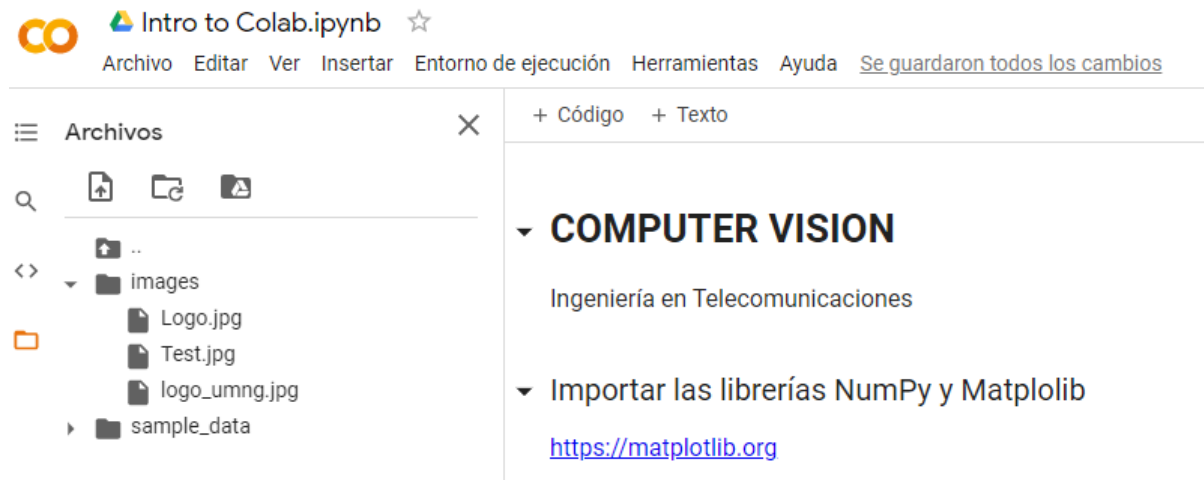 Intro to Colab.ipynb
Archivo Editar Ver Insertar Entorno de ejecución Herramientas Ayuda Se guardaron todos los cambios
Archivos
..
images
Logo.jpg
Test.jpg
logo_umng.jpg
sample_data
+ Código + Texto
COMPUTER VISION
Ingeniería en Telecomunicaciones
Importar las librerías NumPy y Matplolib
https://matplotlib.org